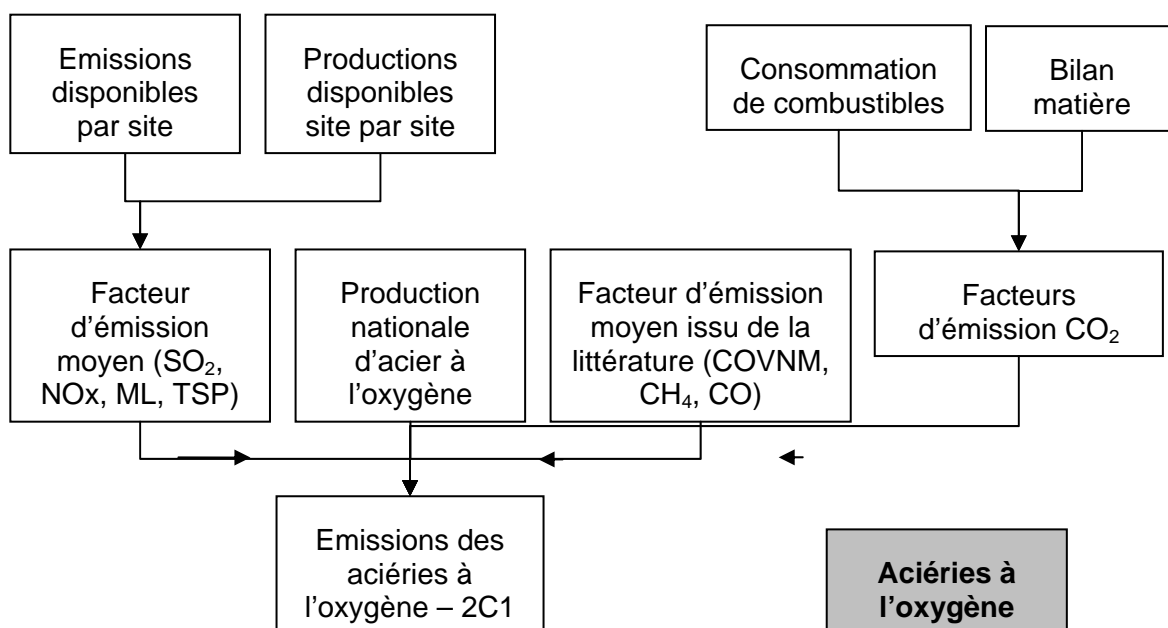 Emissions
disponibles
par site
Productions
disponibles
site par site
Consommation
de combustibles
Bilan
matière
Facteur
d’émission
moyen (SO₂,
NOx, ML, TSP)
Production
nationale
d’acier à
l’oxygène
Facteur d’émission
moyen issu de la
littérature (COVNM,
CH₄, CO)
Facteurs
d’émission CO₂
Emissions des
aciéries à
l’oxygène – 2C1
Aciéries à
l’oxygène